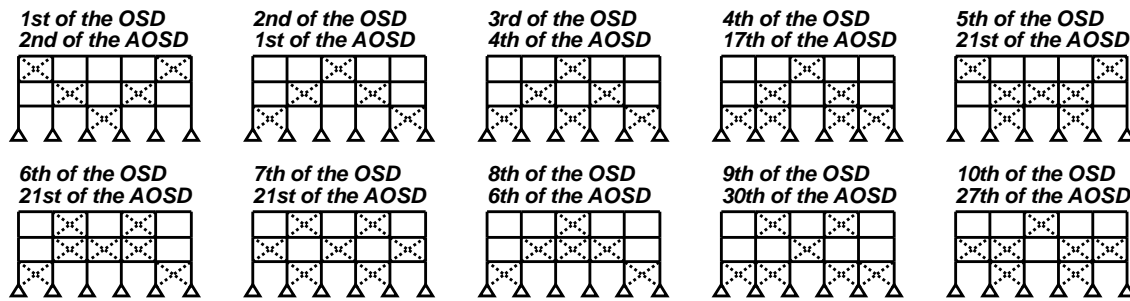 1st of the OSD
2nd of the AOSD
2nd of the OSD
1st of the AOSD
3rd of the OSD
4th of the AOSD
4th of the OSD
17th of the AOSD
5th of the OSD
21st of the AOSD
6th of the OSD
21st of the AOSD
7th of the OSD
21st of the AOSD
8th of the OSD
6th of the AOSD
9th of the OSD
30th of the AOSD
10th of the OSD
27th of the AOSD